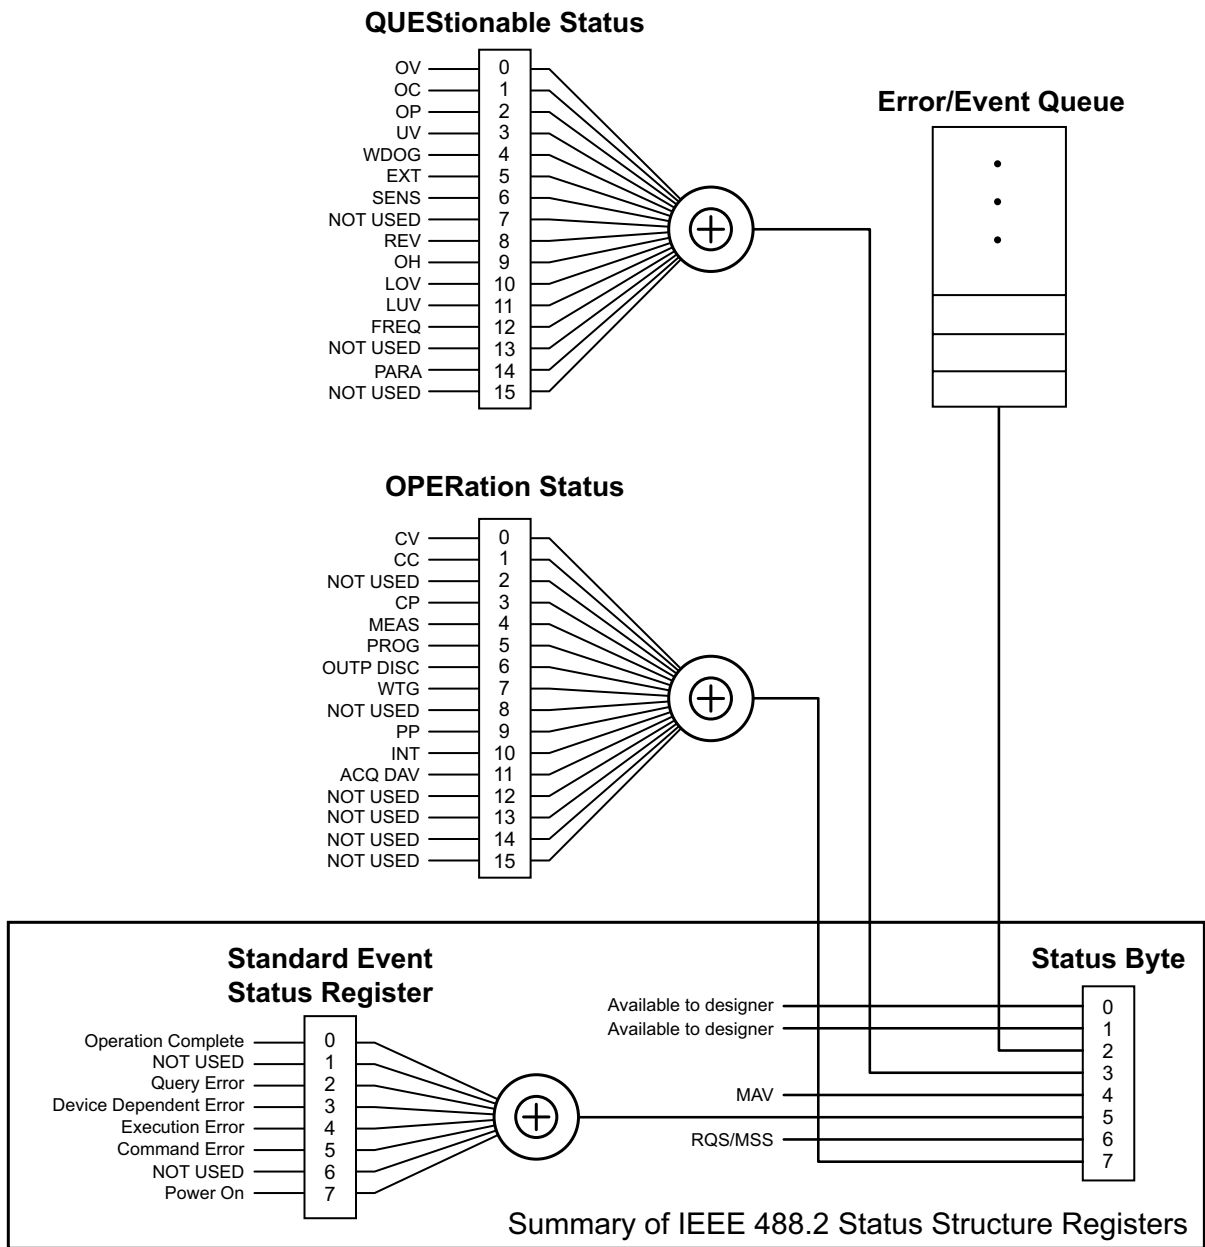 QUEStionable Status
OV 0
OC 1
OP 2
UV 3
WDOG 4
EXT 5
SENS 6
NOT USED 7
REV 8
OH 9
LOV 10
LUV 11
FREQ 12
NOT USED 13
PARA 14
NOT USED 15
Error/Event Queue
OPERation Status
CV 0
CC 1
NOT USED 2
CP 3
MEAS 4
PROG 5
OUTP DISC 6
WTG 7
NOT USED 8
PP 9
INT 10
ACQ DAV 11
NOT USED 12
NOT USED 13
NOT USED 14
NOT USED 15
Standard Event
Status Register
Operation Complete 0
NOT USED 1
Query Error 2
Device Dependent Error 3
Execution Error 4
Command Error 5
NOT USED 6
Power On 7
Status Byte
Available to designer 0
Available to designer 1
2
3
MAV 4
5
RQS/MSS 6
7
Summary of IEEE 488.2 Status Structure Registers